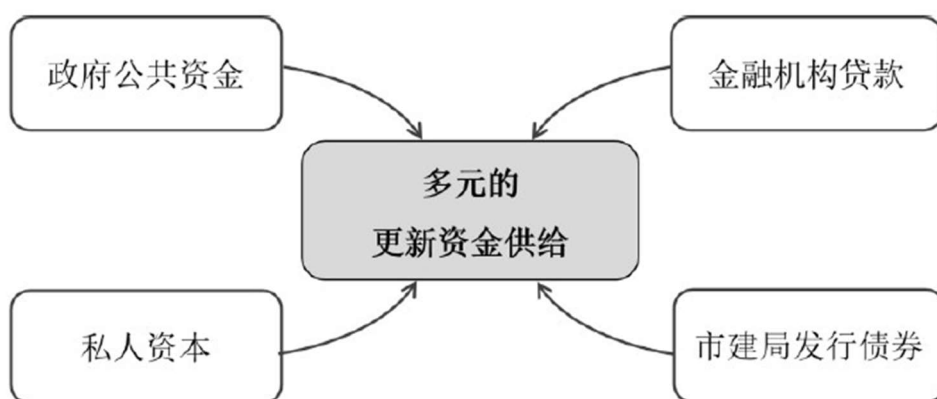 政府公共资金
金融机构贷款
多元的
更新资金供给
私人资本
市建局发行债券